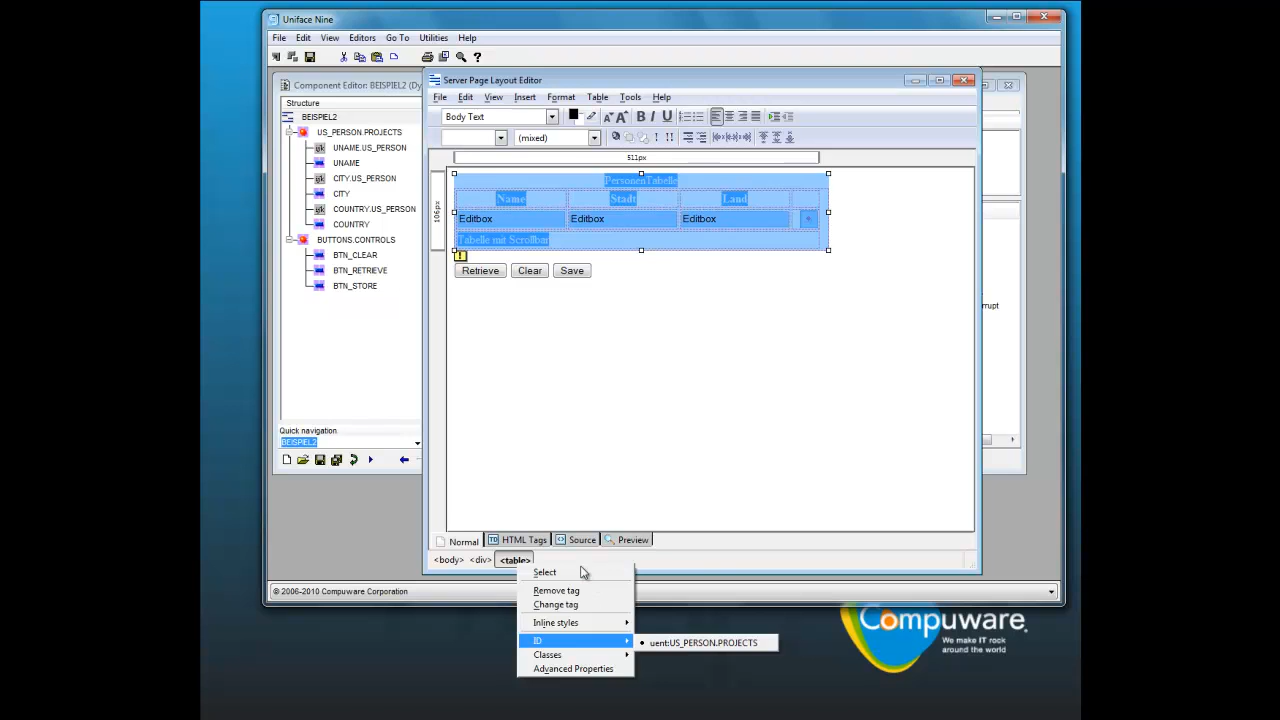 Uniface Nine
File Edit View Editors Go To Utilities Help
Component Editor: BEISPIEL2 (Dy
Server Page Layout Editor
File Edit View Insert Format Table Tools Help
Structure
BEISPIEL2
US_PERSON.PROJECTS
UNAME.US_PERSON
UNAME
CITY.US_PERSON
CITY
COUNTRY.US_PERSON
COUNTRY
BUTTONS.CONTROLS
BTN_CLEAR
BTN_RETRIEVE
BTN_STORE
Quick navigation
BEISPIEL2
Body Text
B I U
(mixed)
511px
106px
PersonenTabelle
Name Stadt Land
Editbox Editbox Editbox
Tabelle mit Scrollbar
Retrieve Clear Save
rrupt
Normal HTML Tags Source Preview
<body> <div> <table>
Select
Remove tag
Change tag
Inline styles
ID
uent:US_PERSON.PROJECTS
Classes
Advanced Properties
© 2006-2010 Compuware Corporation
Compuware.
We make IT rock
around the world